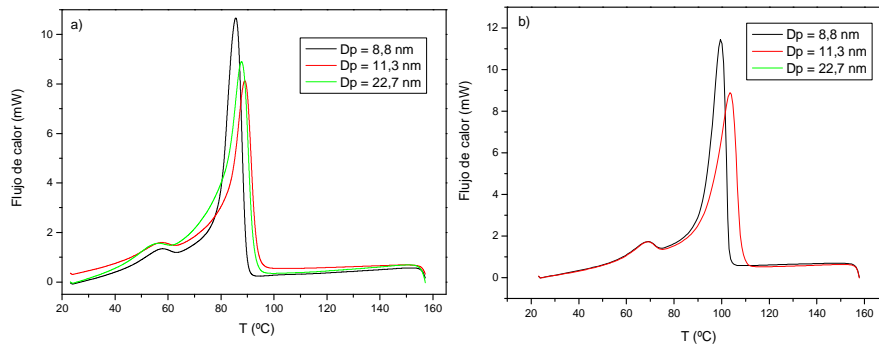 a)
Dp = 8,8 nm
Dp = 11,3 nm
Dp = 22,7 nm
Flujo de calor (mW)
10
8
6
4
2
0
20 40 60 80 100 120 140 160
T (ºC)
b)
Dp = 8,8 nm
Dp = 11,3 nm
Dp = 22,7 nm
Flujo de calor (mW)
12
10
8
6
4
2
0
20 40 60 80 100 120 140 160
T (ºC)